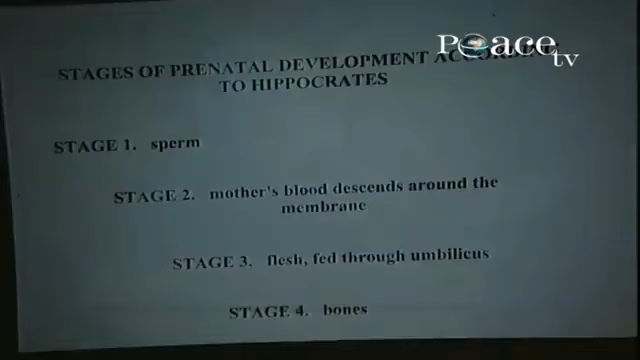 Peace tv
STAGES OF PRENATAL DEVELOPMENT ACCORDING
TO HIPPOCRATES
STAGE 1. sperm
STAGE 2. mother's blood descends around the
membrane
STAGE 3. flesh, fed through umbilicus
STAGE 4. bones